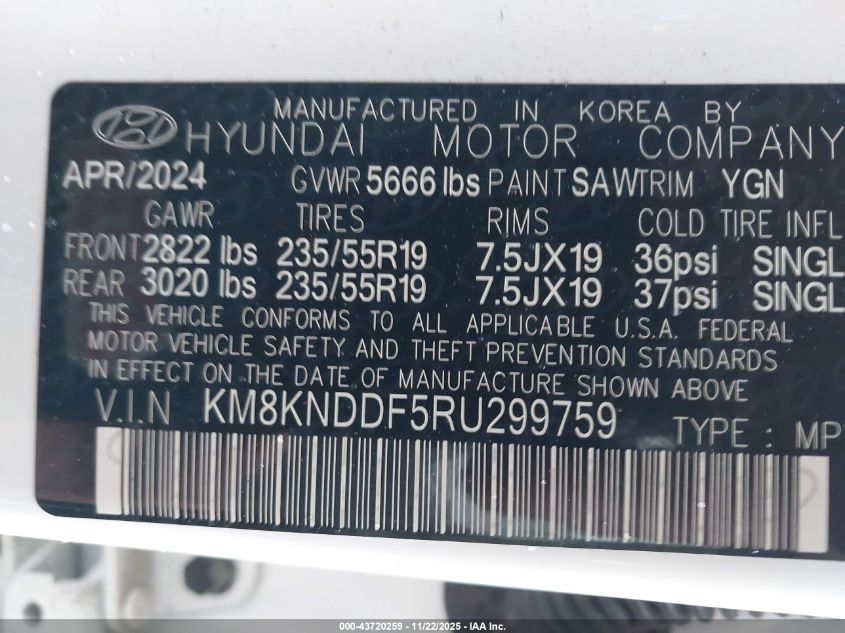 MANUFACTURED IN KOREA BY
HYUNDAI MOTOR COMPANY
APR/2024 GVWR 5666 lbs PAINT SAW TRIM YGN
GAWR TIRES RIMS COLD TIRE INFL
FRONT 2822 lbs 235/55R19 7.5JX19 36psi SINGL
REAR 3020 lbs 235/55R19 7.5JX19 37psi SINGL
THIS VEHICLE CONFORMS TO ALL APPLICABLE U.S.A. FEDERAL
MOTOR VEHICLE SAFETY AND THEFT PREVENTION STANDARDS
IN EFFECT ON THE DATE OF MANUFACTURE SHOWN ABOVE.
V.I.N KM8KNDDF5RU299759 TYPE : MP
000-43720259 - 11/22/2025 - IAA Inc.